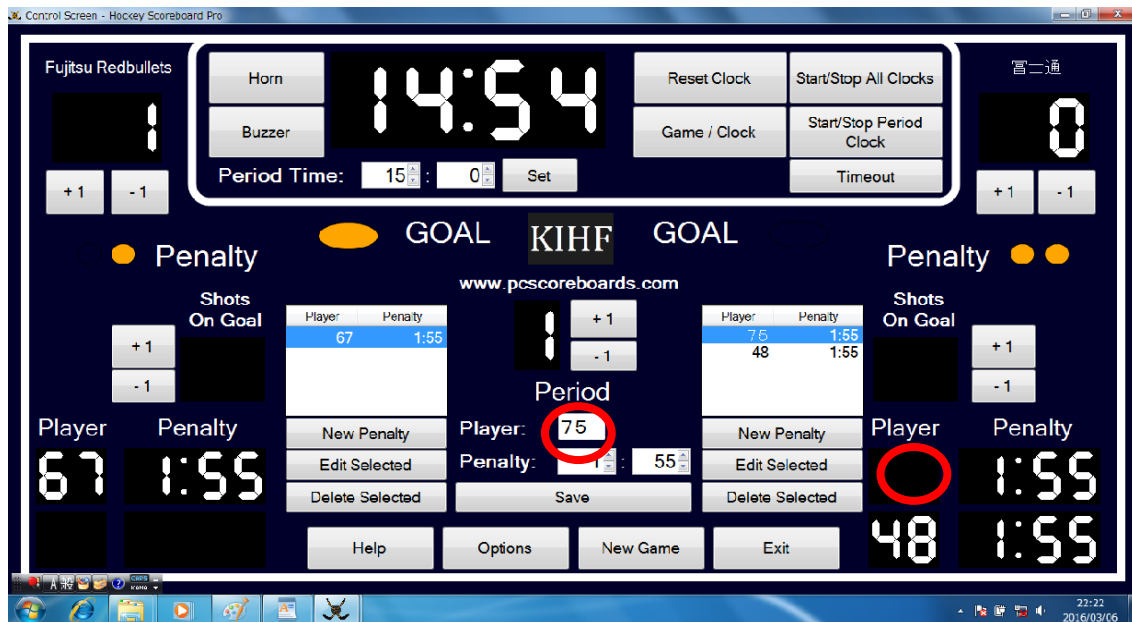 Control Screen - Hockey Scoreboard Pro
Fujitsu Redbullets
1
+ 1
- 1
Horn
Buzzer
14:54
Reset Clock
Start/Stop All Clocks
Game / Clock
Start/Stop Period Clock
Period Time: 15 : 0 Set
Timeout
冨二通
0
+ 1
- 1
GOAL
KIHF
GOAL
Penalty
Penalty
www.pcscoreboards.com
Shots
On Goal
+ 1
- 1
Player Penalty
67 1:55
1
+ 1
- 1
Period
Player Penalty
７５ 1:55
48 1:55
Shots
On Goal
+ 1
- 1
Player Penalty
67 1:55
New Penalty
Edit Selected
Delete Selected
Player: ７５
Penalty: 1 : 55
Save
New Penalty
Edit Selected
Delete Selected
Player Penalty
1:55
48 1:55
Help
Options
New Game
Exit
A 般
CAPS
KANA
22:22
2016/03/06